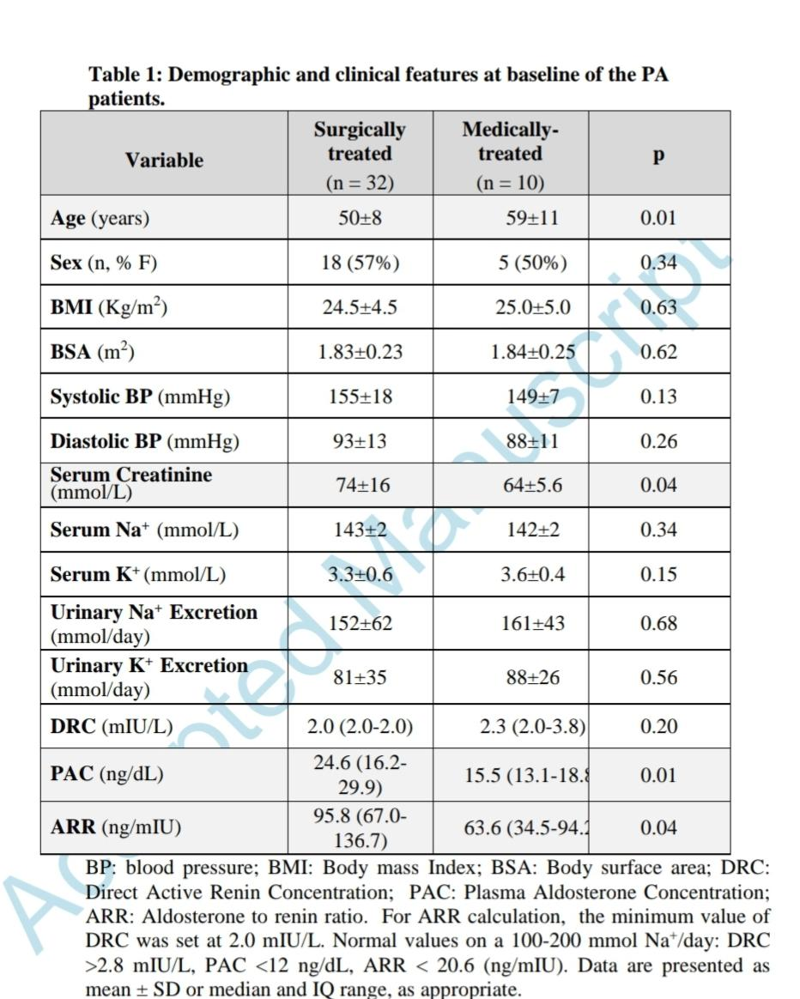 Table 1: Demographic and clinical features at baseline of the PA
patients.
Variable Surgically treated (n = 32) Medically-treated (n = 10) p
Age (years) 50±8 59±11 0.01
Sex (n, % F) 18 (57%) 5 (50%) 0.34
BMI (Kg/m²) 24.5±4.5 25.0±5.0 0.63
BSA (m²) 1.83±0.23 1.84±0.25 0.62
Systolic BP (mmHg) 155±18 149±7 0.13
Diastolic BP (mmHg) 93±13 88±11 0.26
Serum Creatinine (mmol/L) 74±16 64±5.6 0.04
Serum Na⁺ (mmol/L) 143±2 142±2 0.34
Serum K⁺ (mmol/L) 3.3±0.6 3.6±0.4 0.15
Urinary Na⁺ Excretion (mmol/day) 152±62 161±43 0.68
Urinary K⁺ Excretion (mmol/day) 81±35 88±26 0.56
DRC (mIU/L) 2.0 (2.0-2.0) 2.3 (2.0-3.8) 0.20
PAC (ng/dL) 24.6 (16.2-29.9) 15.5 (13.1-18.8 0.01
ARR (ng/mIU) 95.8 (67.0-136.7) 63.6 (34.5-94.2 0.04
BP: blood pressure; BMI: Body mass Index; BSA: Body surface area; DRC:
Direct Active Renin Concentration; PAC: Plasma Aldosterone Concentration;
ARR: Aldosterone to renin ratio. For ARR calculation, the minimum value of
DRC was set at 2.0 mIU/L. Normal values on a 100-200 mmol Na⁺/day: DRC
>2.8 mIU/L, PAC <12 ng/dL, ARR < 20.6 (ng/mIU). Data are presented as
mean ± SD or median and IQ range, as appropriate.
Accepted Manuscript